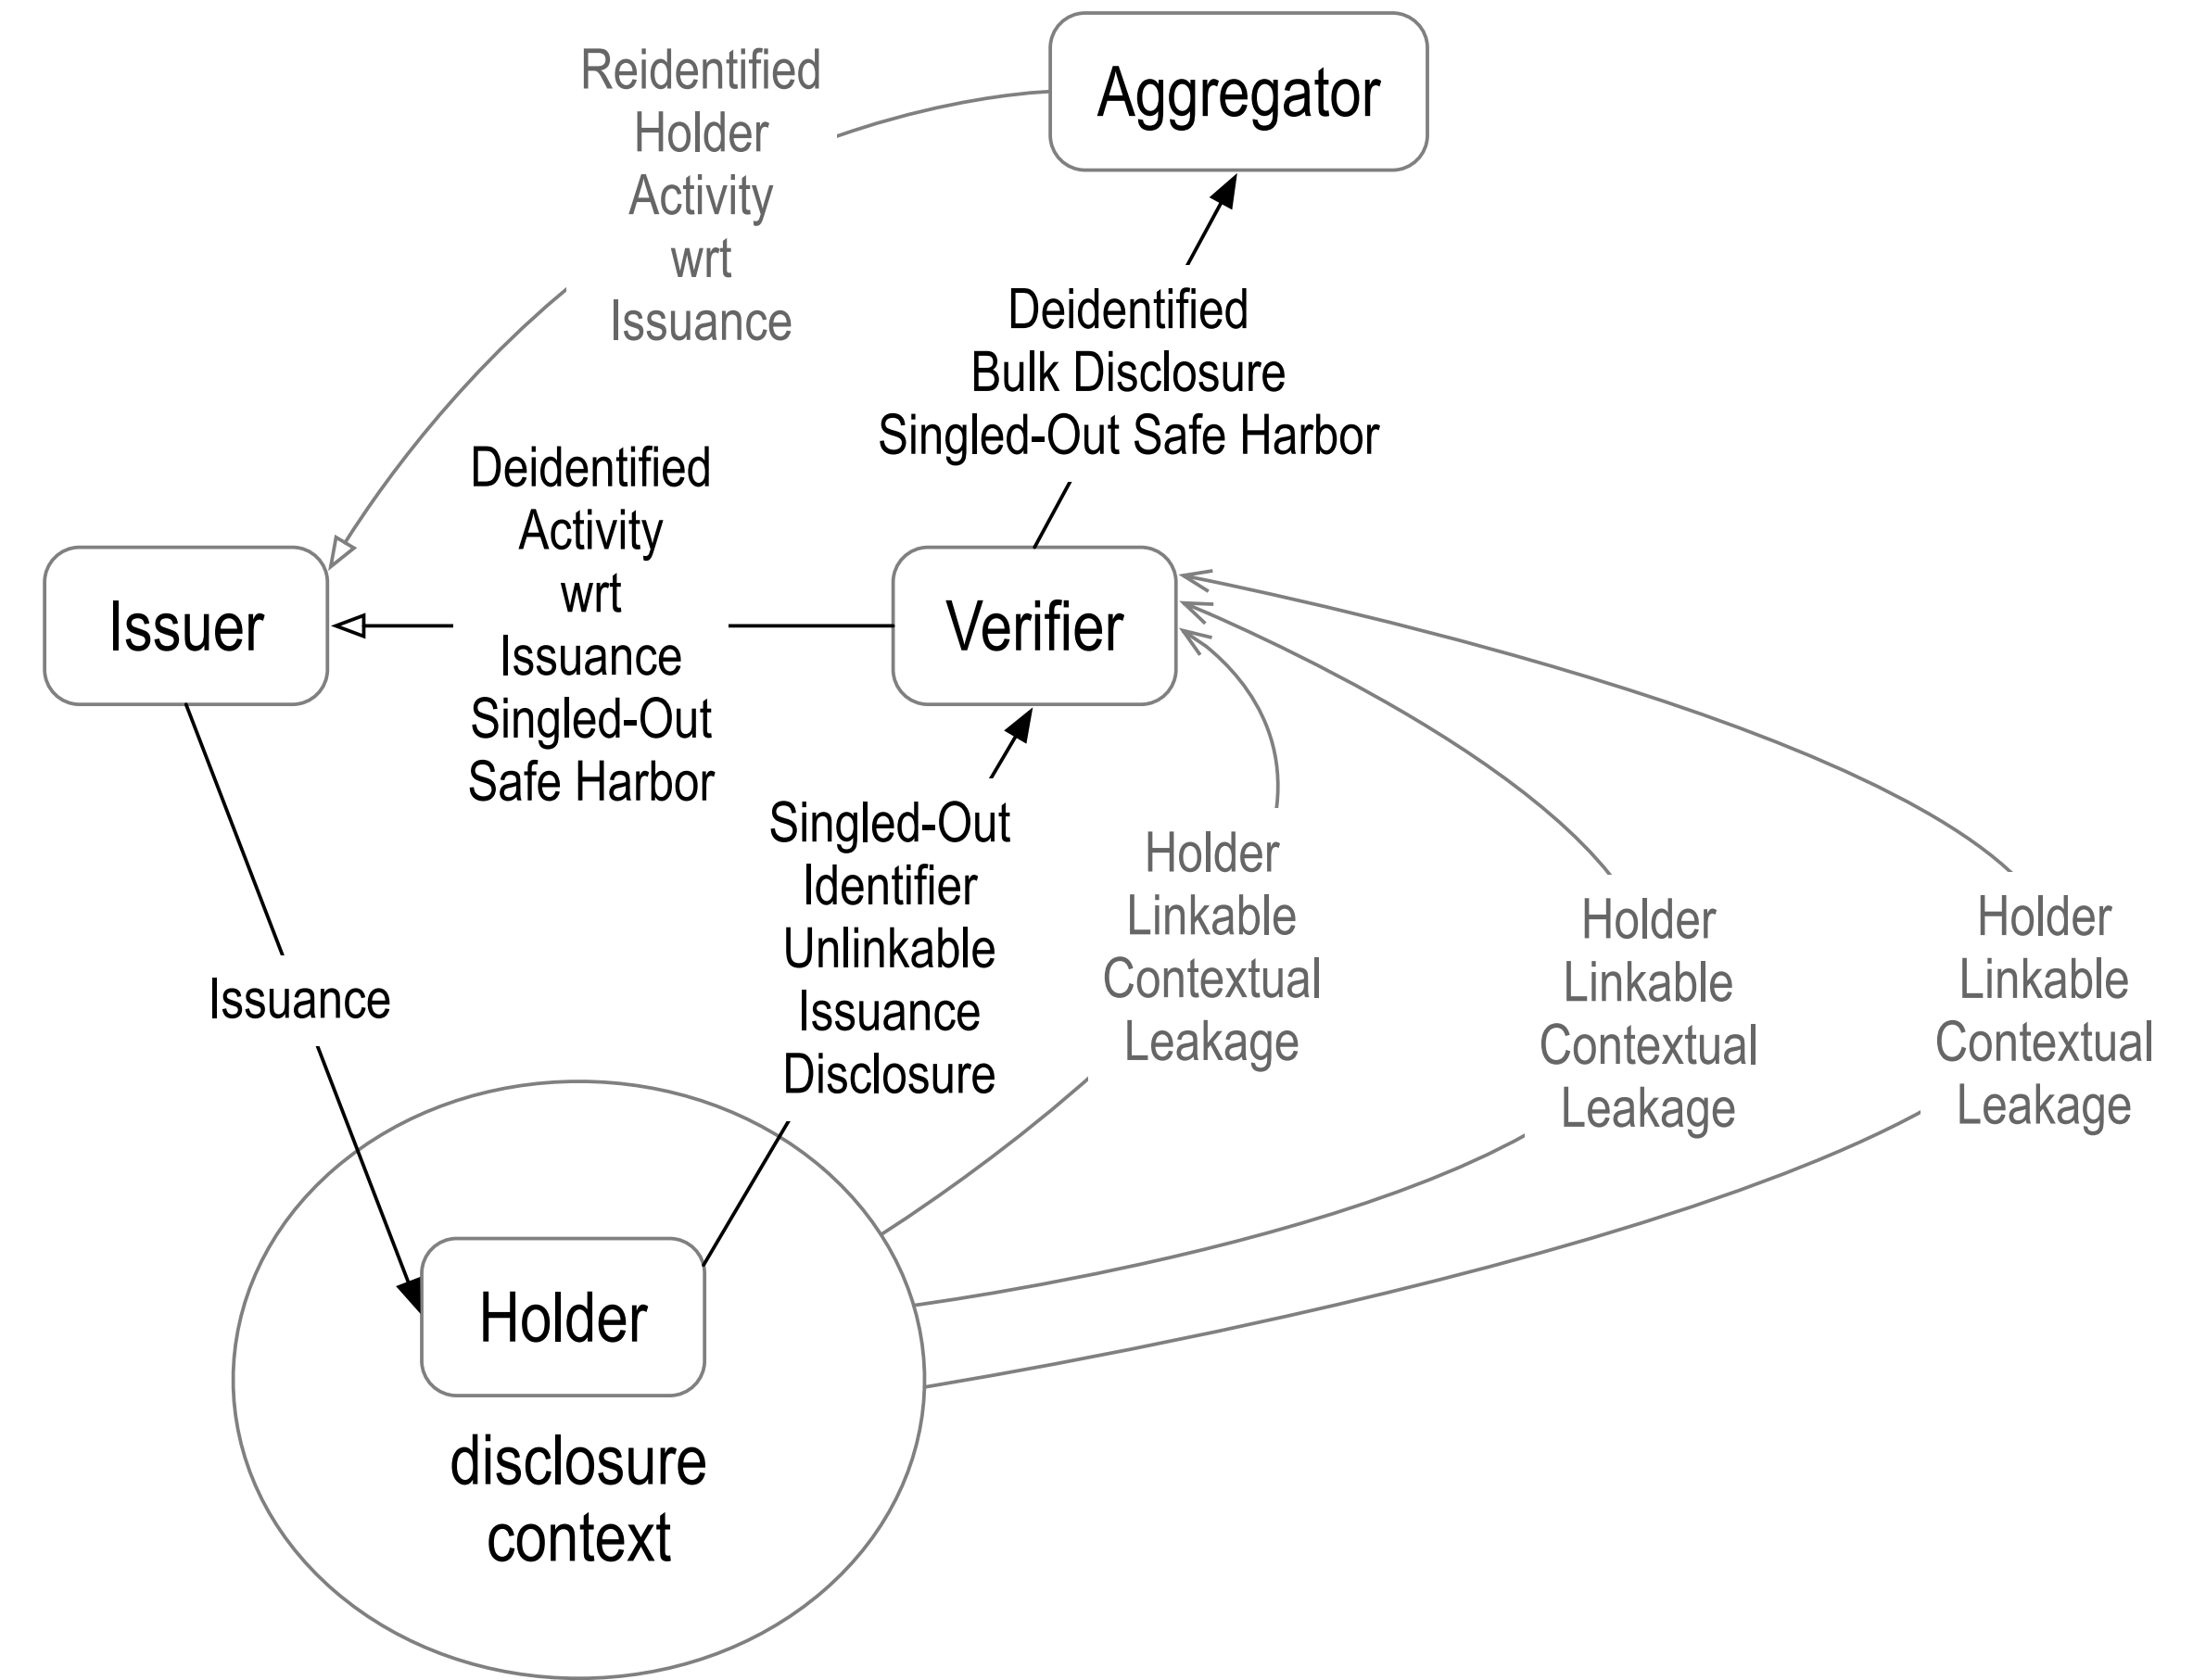 Aggregator
Reidentified
Holder
Activity
wrt
Issuance
Deidentified
Bulk Disclosure
Singled-Out Safe Harbor
Deidentified
Activity
wrt
Issuance
Singled-Out
Safe Harbor
Issuer
Verifier
Singled-Out
Identifier
Unlinkable
Issuance
Disclosure
Holder
Linkable
Contextual
Leakage
Holder
Linkable
Contextual
Leakage
Holder
Linkable
Contextual
Leakage
Issuance
Holder
disclosure
context